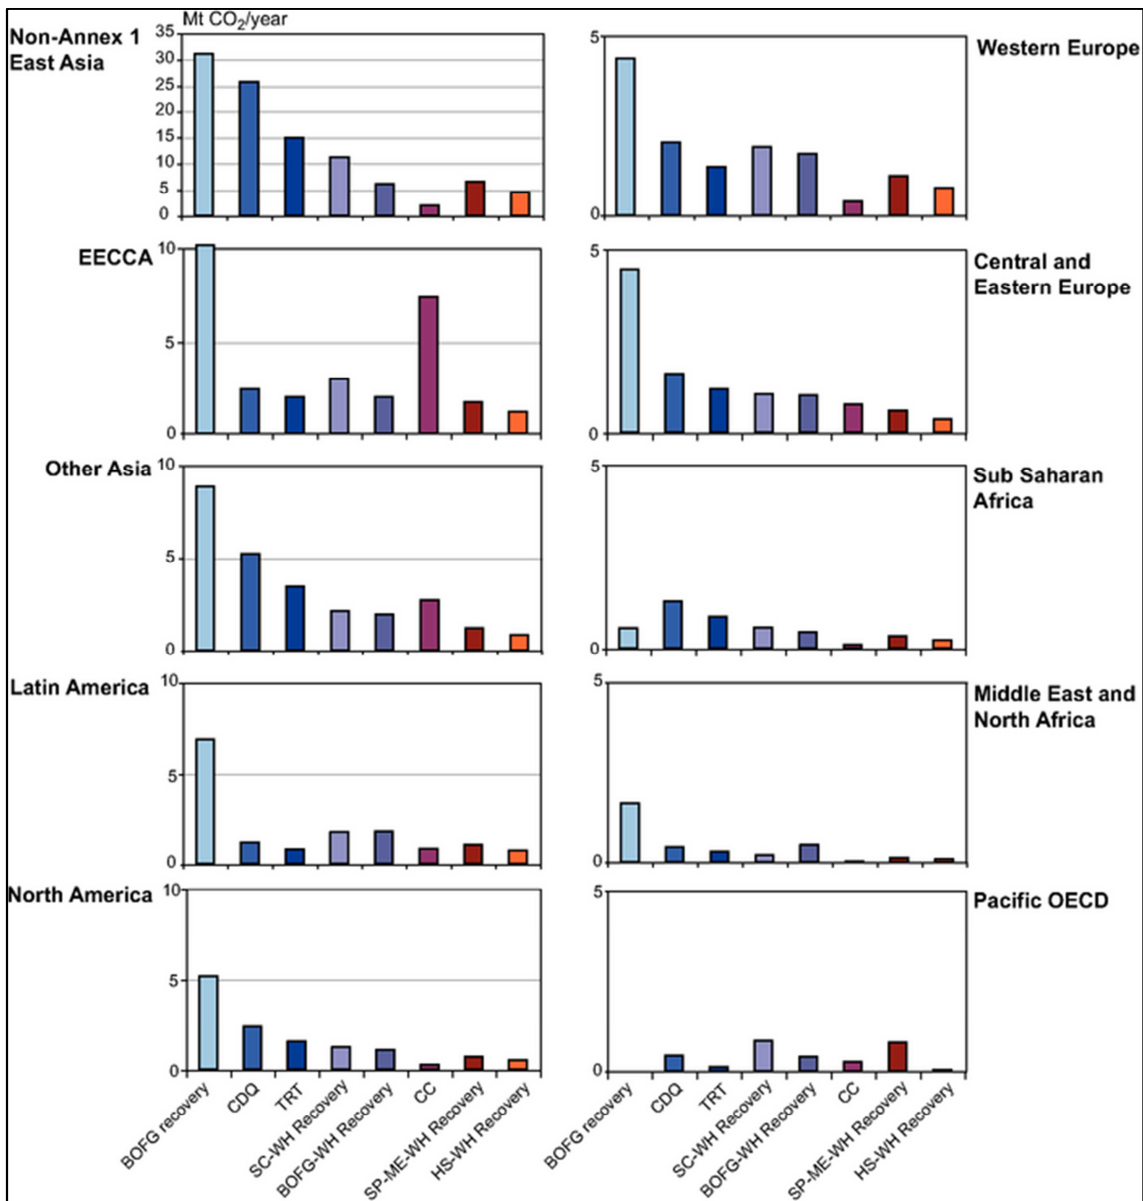 Non-Annex 1
East Asia
Mt CO₂/year
35
30
25
20
15
10
5
0
Western Europe
5
0
EECCA
10
5
0
Central and
Eastern Europe
5
0
Other Asia
10
5
0
Sub Saharan
Africa
5
0
Latin America
10
5
0
Middle East and
North Africa
5
0
North America
10
5
0
Pacific OECD
5
0
BOFG recovery
CDQ
TRT
SC-WH Recovery
BOFG-WH Recovery
CC
SP-ME-WH Recovery
HS-WH Recovery
BOFG recovery
CDQ
TRT
SC-WH Recovery
BOFG-WH Recovery
CC
SP-ME-WH Recovery
HS-WH Recovery